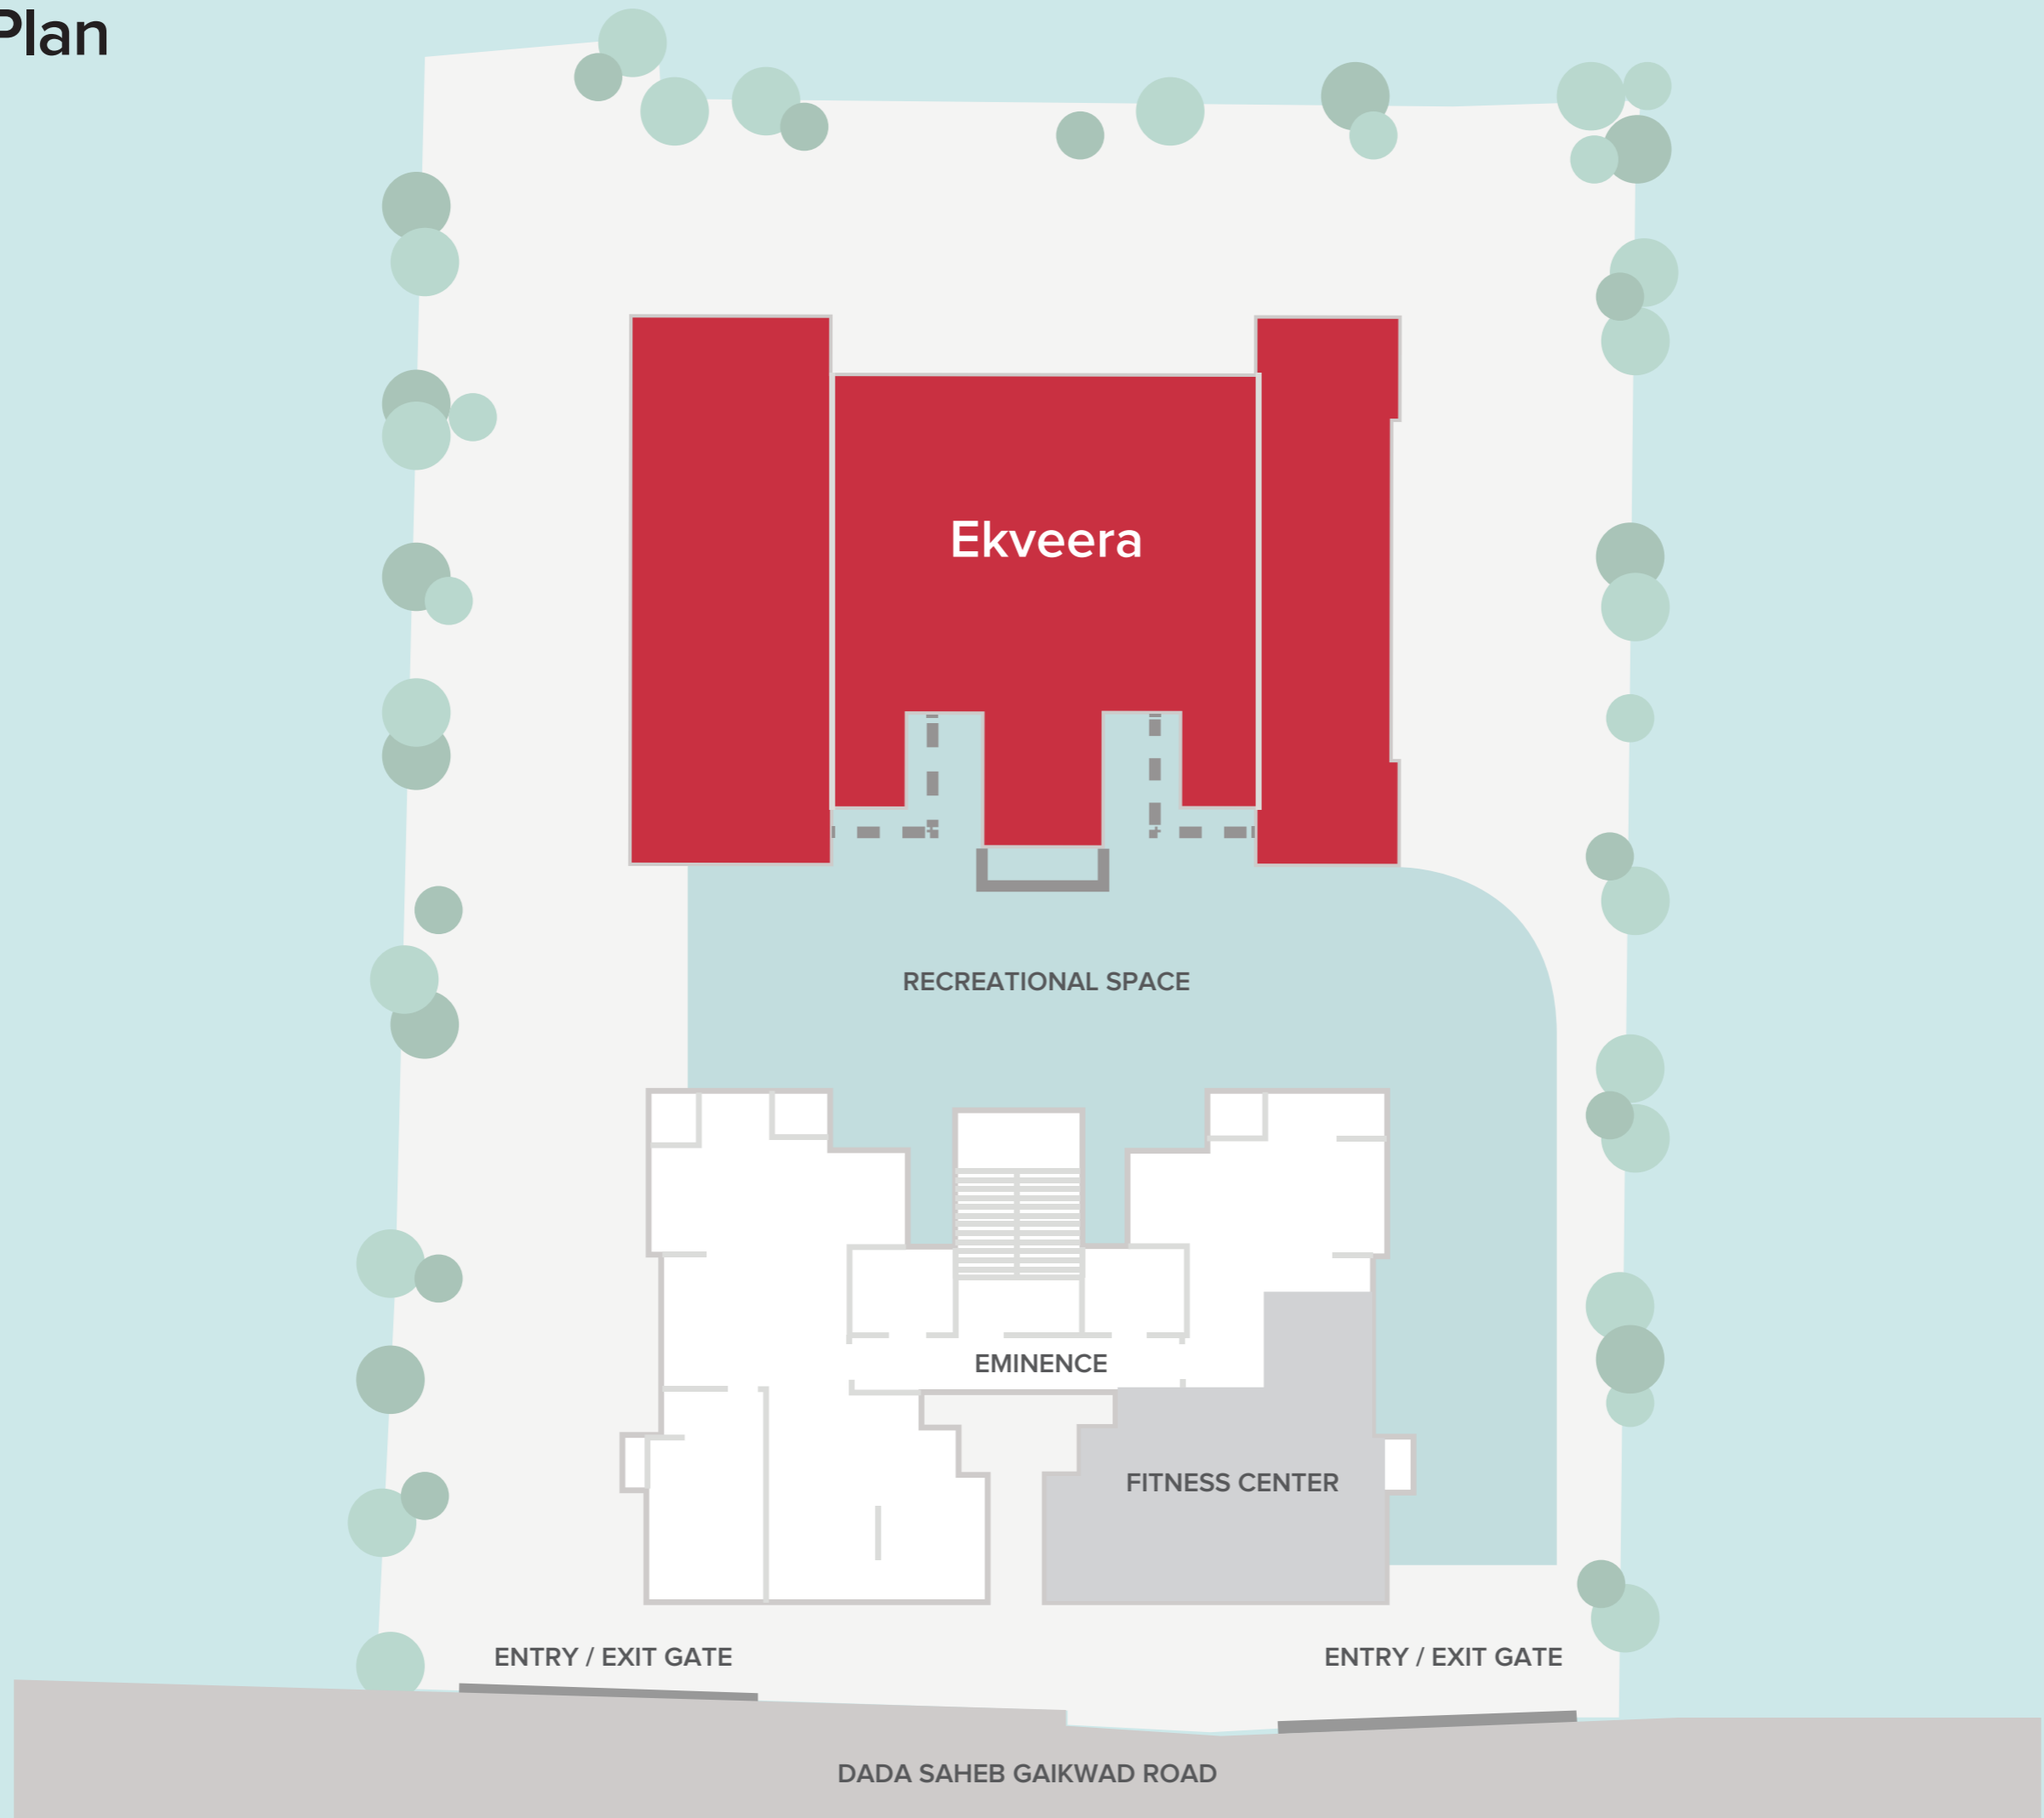 Plan
Ekveera
RECREATIONAL SPACE
EMINENCE
FITNESS CENTER
ENTRY / EXIT GATE
ENTRY / EXIT GATE
DADA SAHEB GAIKWAD ROAD